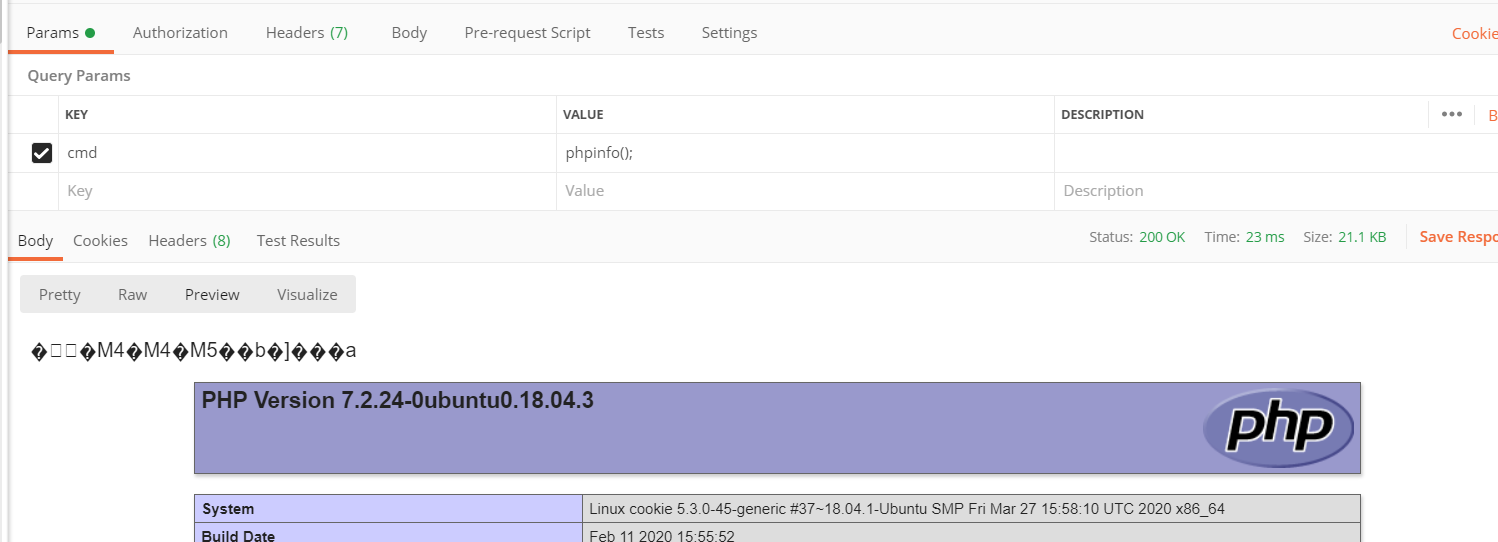 Params Authorization Headers (7) Body Pre-request Script Tests Settings Cookie
Query Params
KEY VALUE DESCRIPTION ••• B
cmd phpinfo();
Key Value Description
Body Cookies Headers (8) Test Results Status: 200 OK Time: 23 ms Size: 21.1 KB Save Respo
Pretty Raw Preview Visualize
�□□�M4�M4�M5��b�]���a
PHP Version 7.2.24-0ubuntu0.18.04.3 php
System Linux cookie 5.3.0-45-generic #37~18.04.1-Ubuntu SMP Fri Mar 27 15:58:10 UTC 2020 x86_64
Build Date Feb 11 2020 15:55:52